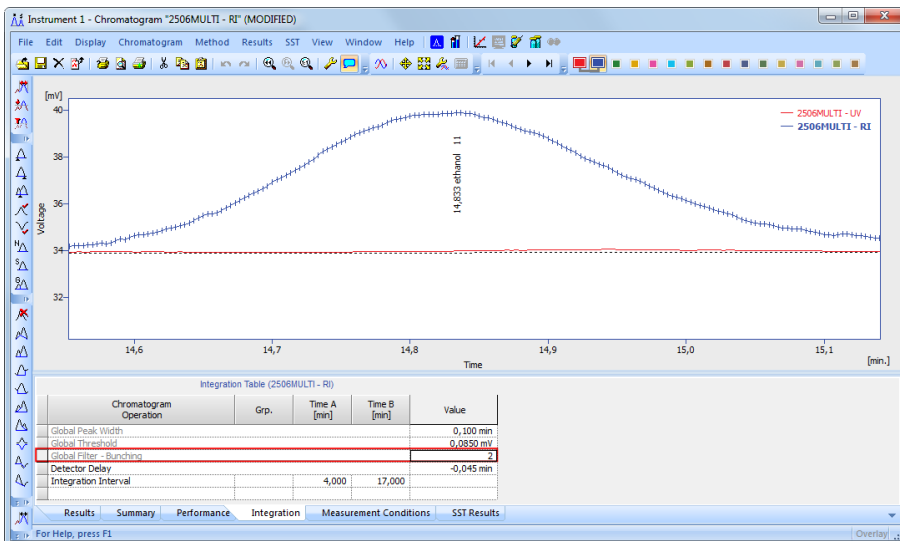 Instrument 1 - Chromatogram "2506MULTI - RI" (MODIFIED)
File Edit Display Chromatogram Method Results SST View Window Help
[mV]
40
38
36
34
32
Voltage
2506MULTI - UV
2506MULTI - RI
14,833 ethanol 11
14,6 14,7 14,8 14,9 15,0 15,1
Time
[min.]
Integration Table (2506MULTI - RI)
Chromatogram Operation Grp. Time A [min] Time B [min] Value
Global Peak Width 0,100 min
Global Threshold 0,0850 mV
Global Filter - Bunching 2
Detector Delay -0,045 min
Integration Interval 4,000 17,000
Results Summary Performance Integration Measurement Conditions SST Results
For Help, press F1 Overlay